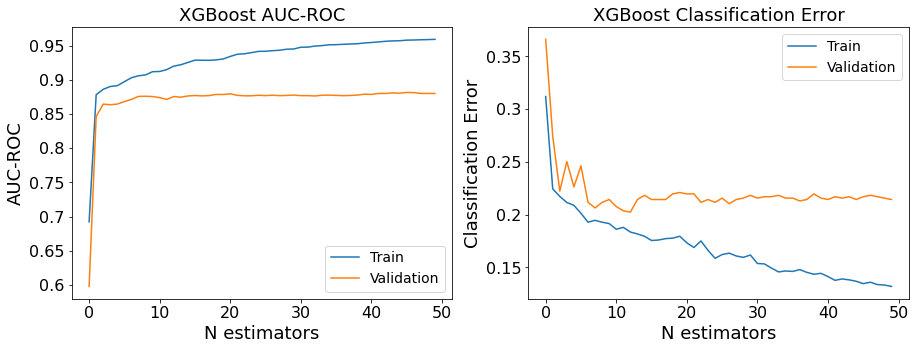 XGBoost AUC-ROC
AUC-ROC
0.95
0.9
0.85
0.8
0.75
0.7
0.65
0.6
0 10 20 30 40 50
N estimators
Train
Validation
XGBoost Classification Error
Classification Error
0.35
0.3
0.25
0.2
0.15
0 10 20 30 40 50
N estimators
Train
Validation